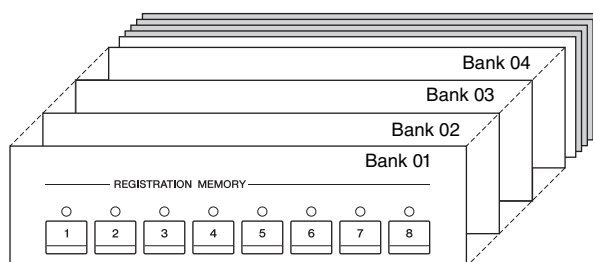 Bank 04
Bank 03
Bank 02
Bank 01
REGISTRATION MEMORY
1 2 3 4 5 6 7 8